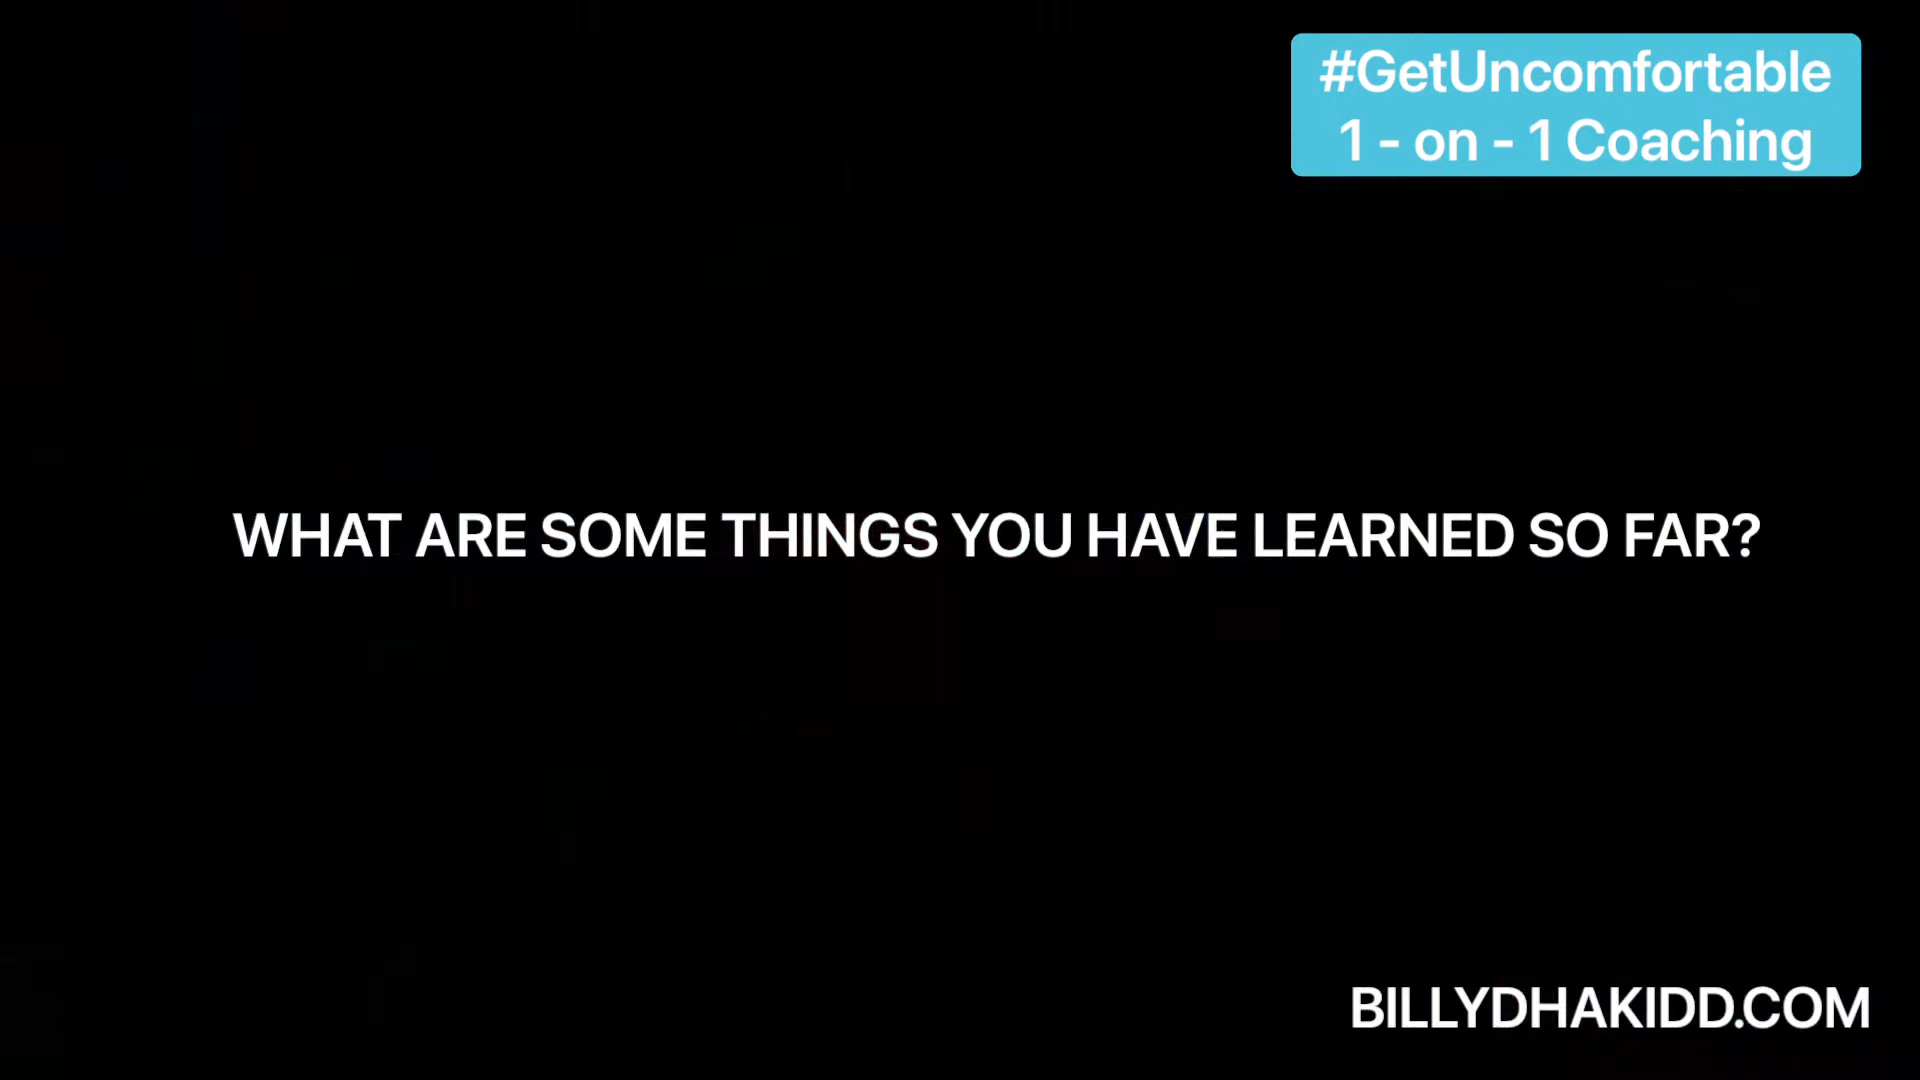 #GetUncomfortable
1 - on - 1 Coaching
WHAT ARE SOME THINGS YOU HAVE LEARNED SO FAR?
BILLYDHAKIDD.COM